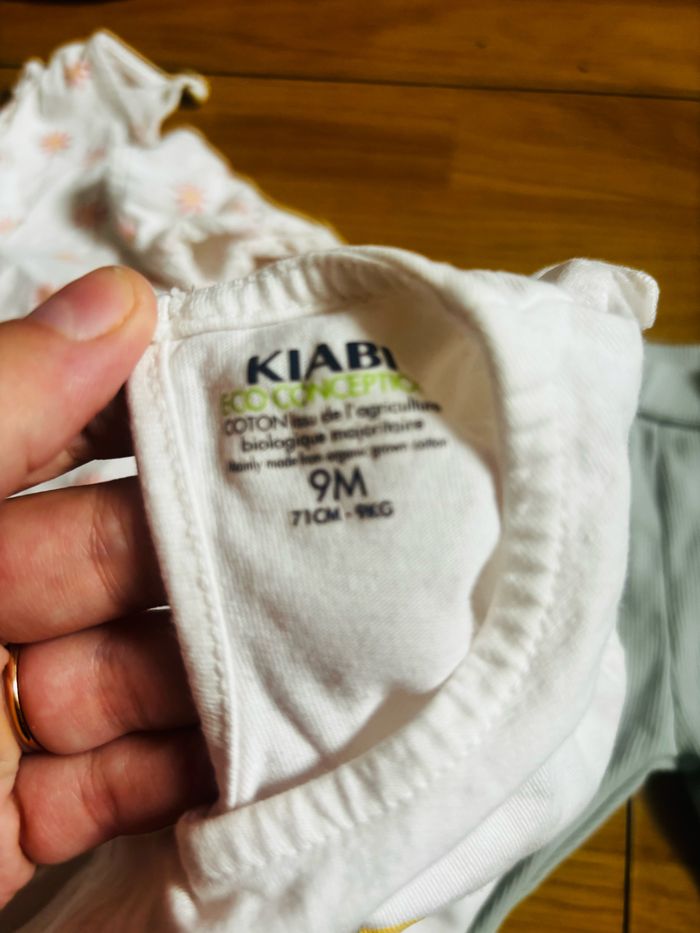 KIABI
ECO CONCEPTION
COTON issu de l'agriculture
biologique majoritaire
Mainly made from organic grown cotton
9M
71CM - 9KG